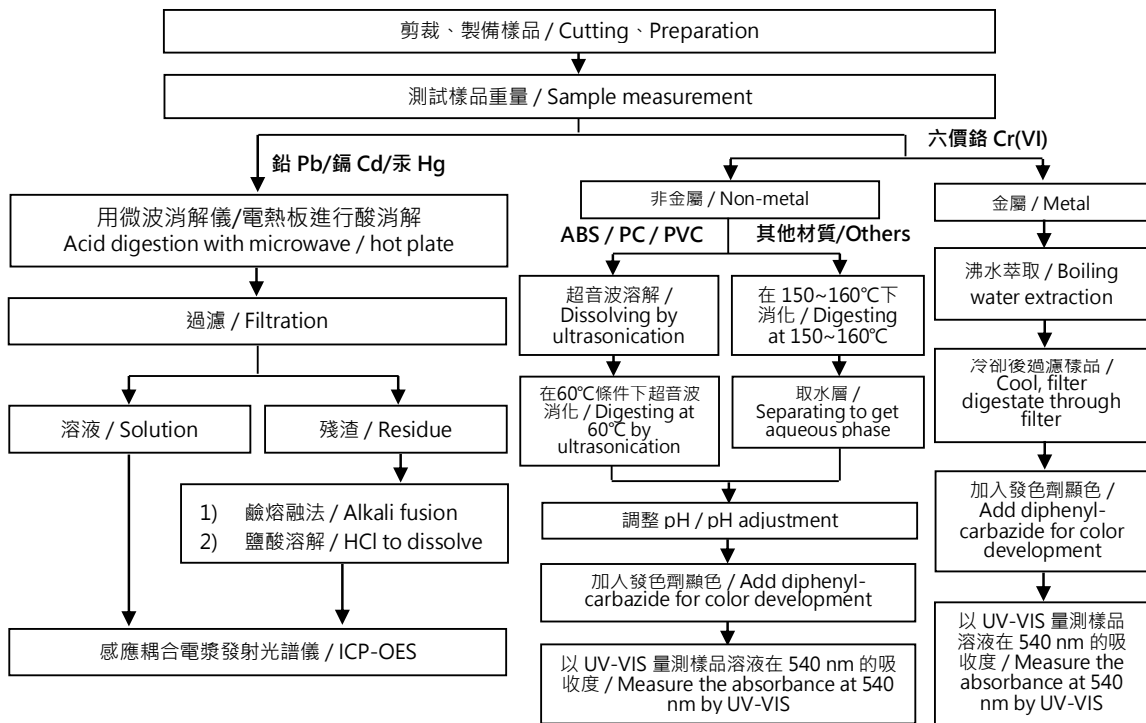 剪裁、製備樣品 / Cutting、Preparation
測試樣品重量 / Sample measurement
鉛 Pb/鎘 Cd/汞 Hg
六價鉻 Cr(VI)
用微波消解儀/電熱板進行酸消解
Acid digestion with microwave / hot plate
過濾 / Filtration
溶液 / Solution
殘渣 / Residue
1) 鹼熔融法 / Alkali fusion
2) 鹽酸溶解 / HCl to dissolve
感應耦合電漿發射光譜儀 / ICP-OES
非金屬 / Non-metal
ABS / PC / PVC
其他材質/Others
超音波溶解 /
Dissolving by
ultrasonication
在60℃條件下超音波
消化 / Digesting at
60℃ by
ultrasonication
在 150~160℃下
消化 / Digesting
at 150~160℃
取水層 /
Separating to get
aqueous phase
調整 pH / pH adjustment
加入發色劑顯色 / Add diphenyl-
carbazide for color development
以 UV-VIS 量測樣品溶液在 540 nm 的吸
收度 / Measure the absorbance at 540
nm by UV-VIS
金屬 / Metal
沸水萃取 / Boiling
water extraction
冷卻後過濾樣品 /
Cool, filter
digestate through
filter
加入發色劑顯色 /
Add diphenyl-
carbazide for color
development
以 UV-VIS 量測樣品
溶液在 540 nm 的吸
收度 / Measure the
absorbance at 540
nm by UV-VIS